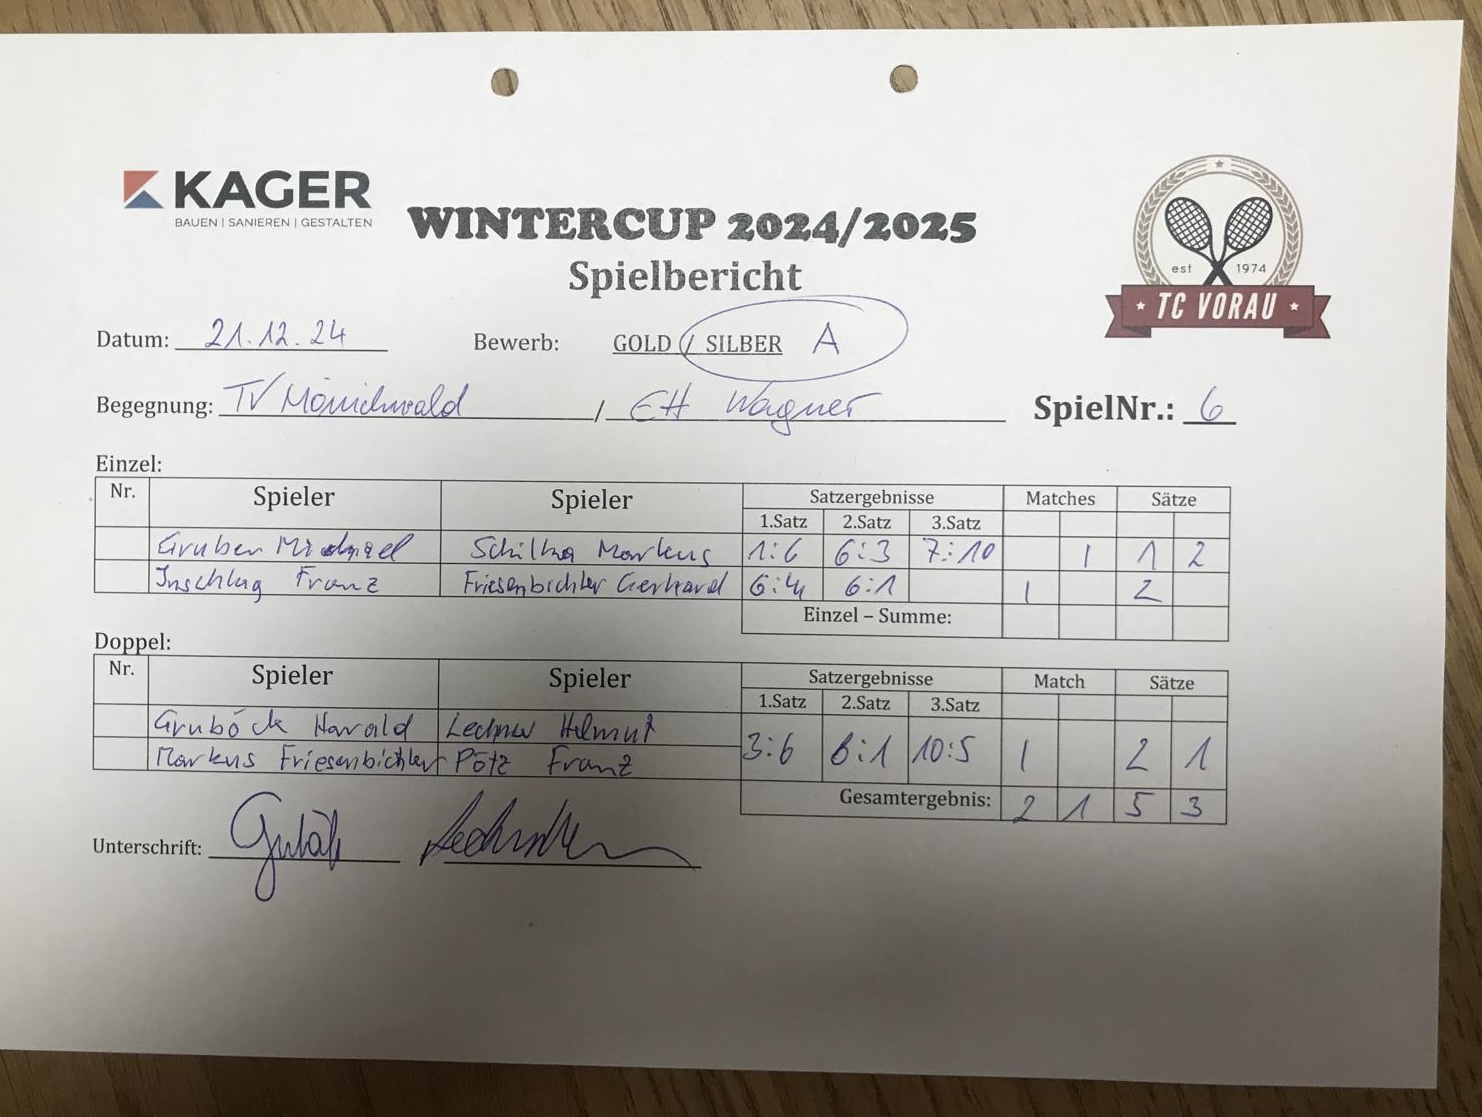 KAGER
BAUEN | SANIEREN | GESTALTEN
WINTERCUP 2024/2025
Spielbericht
est 1974
★ TC VORAU ★
Datum: 21.12.24 Bewerb: GOLD / SILBER A
Begegnung: TV Mönichwald / EH Wagner SpielNr.: 6
Einzel:
Nr. Spieler Spieler Satzergebnisse Matches Sätze
1.Satz 2.Satz 3.Satz
Gruber Michael Schilka Markus 1:6 6:3 7:10 1 1 2
Inschlag Franz Friesenbichler Gerhard 6:4 6:1 1 2
Einzel – Summe:
Doppel:
Nr. Spieler Spieler Satzergebnisse Match Sätze
1.Satz 2.Satz 3.Satz
Gruböck Harald Lechner Helmut
Markus Friesenbichler Pötz Franz 3:6 6:1 10:5 1 2 1
Gesamtergebnis: 2 1 5 3
Unterschrift: